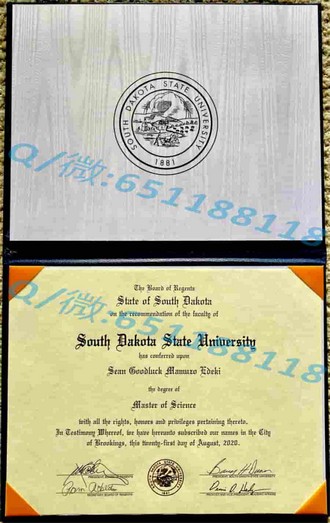 SOUTH DAKOTA STATE UNIVERSITY
1881
Q/微:651188118
The Board of Regents
State of South Dakota
on the recommendation of the faculty of
South Dakota State University
has conferred upon
Sean Goodluck Mamuzo Edeki
the degree of
Master of Science
with all the rights, honors and privileges pertaining thereto.
In Testimony Whereof, we have hereunto subscribed our names in the City
of Brookings, this twenty-first day of August, 2020.
Q/微:651188118